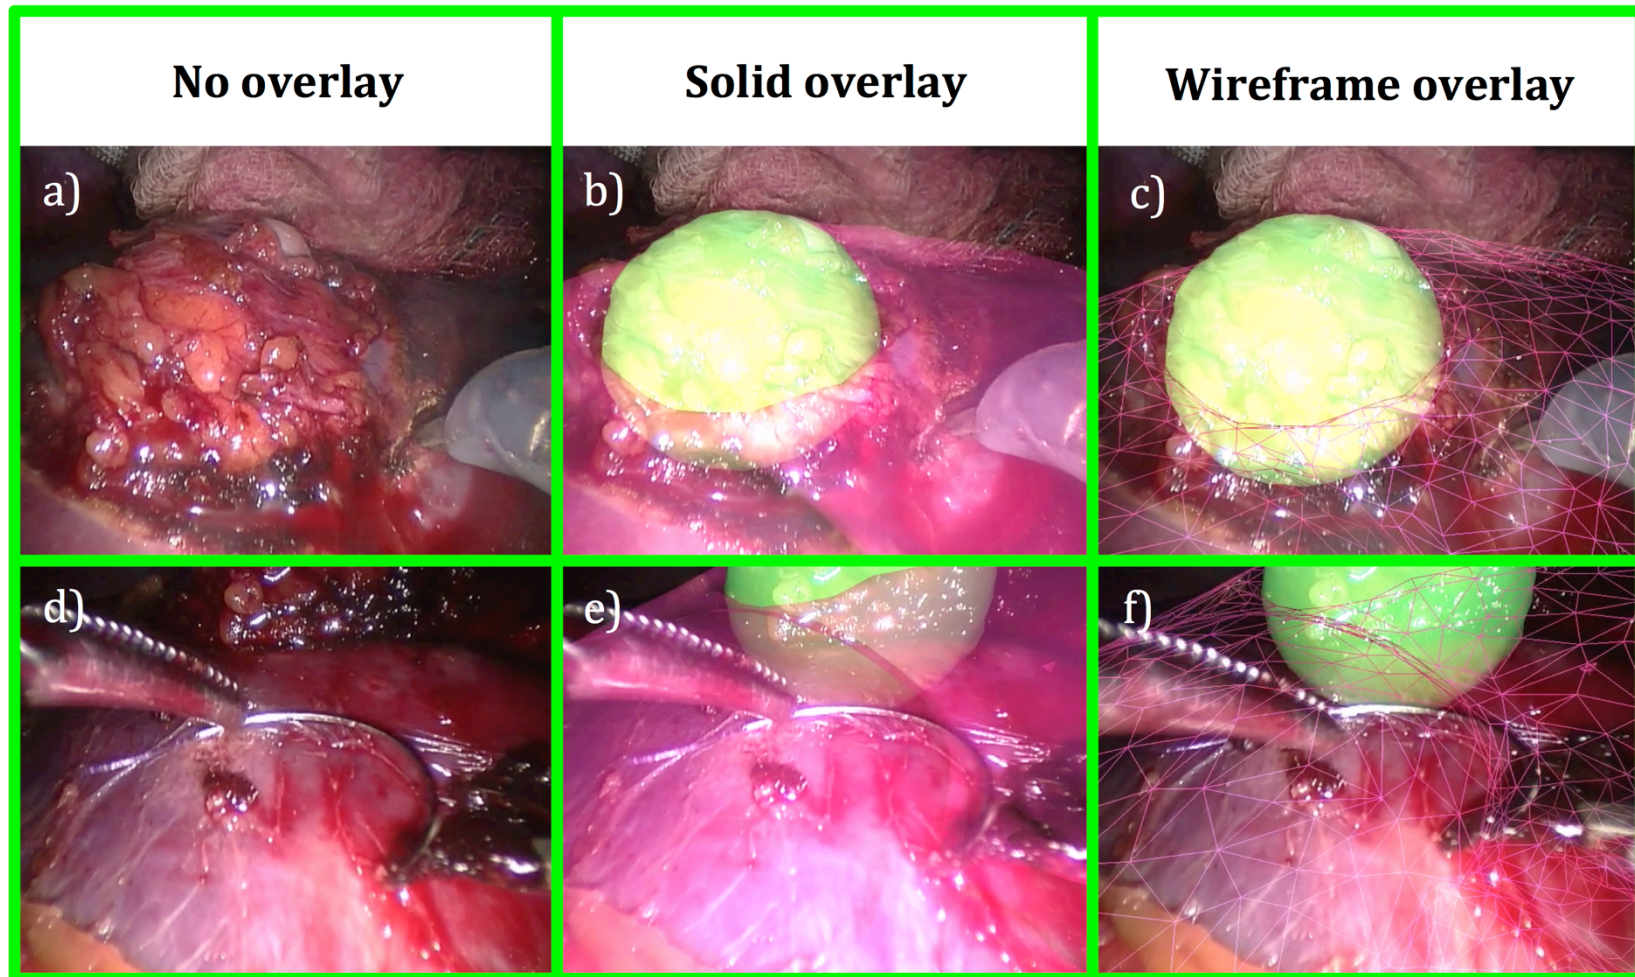 No overlay
Solid overlay
Wireframe overlay
a)
b)
c)
d)
e)
f)